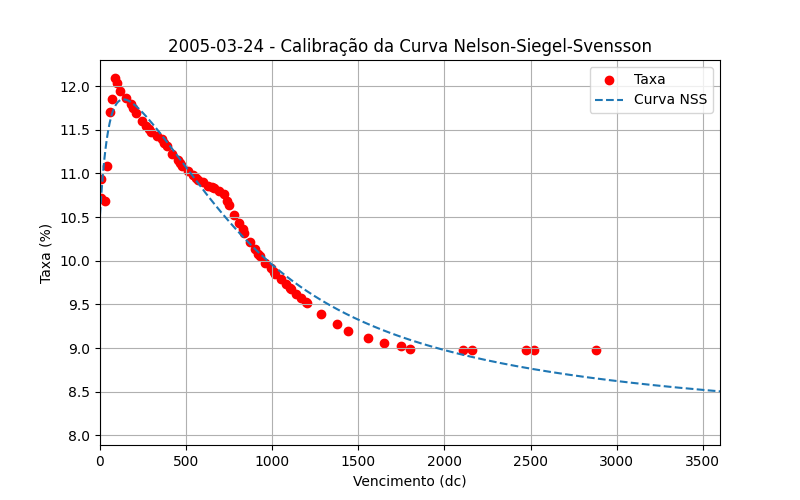 2005-03-24 - Calibração da Curva Nelson-Siegel-Svensson
Taxa
Curva NSS
Taxa (%)
12.0
11.5
11.0
10.5
10.0
9.5
9.0
8.5
8.0
0 500 1000 1500 2000 2500 3000 3500
Vencimento (dc)